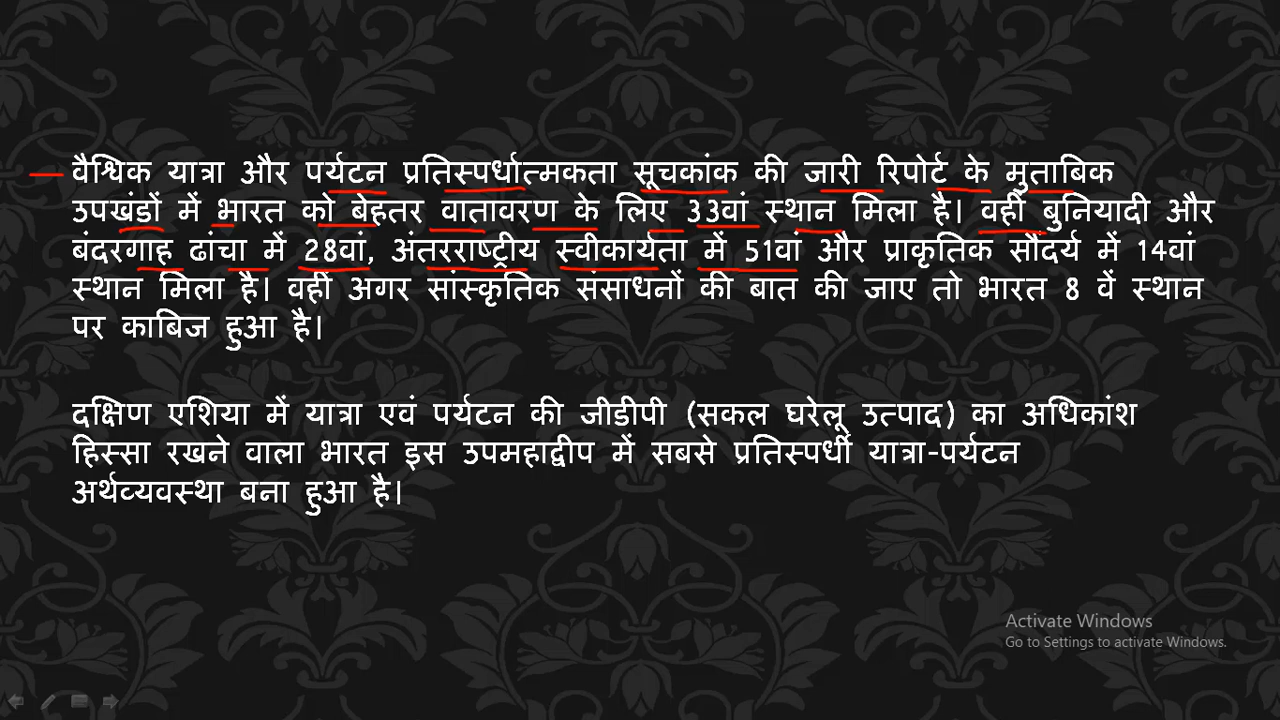 वैश्विक यात्रा और पर्यटन प्रतिस्पर्धात्मकता सूचकांक की जारी रिपोर्ट के मुताबिक
उपखंडों में भारत को बेहतर वातावरण के लिए 33वां स्थान मिला है। वहीं बुनियादी और
बंदरगाह ढांचा में 28वां, अंतरराष्ट्रीय स्वीकार्यता में 51वां और प्राकृतिक सौंदर्य में 14वां
स्थान मिला है। वहीं अगर सांस्कृतिक संसाधनों की बात की जाए तो भारत 8 वें स्थान
पर काबिज हुआ है।
दक्षिण एशिया में यात्रा एवं पर्यटन की जीडीपी (सकल घरेलू उत्पाद) का अधिकांश
हिस्सा रखने वाला भारत इस उपमहाद्वीप में सबसे प्रतिस्पर्धी यात्रा-पर्यटन
अर्थव्यवस्था बना हुआ है।
Activate Windows
Go to Settings to activate Windows.